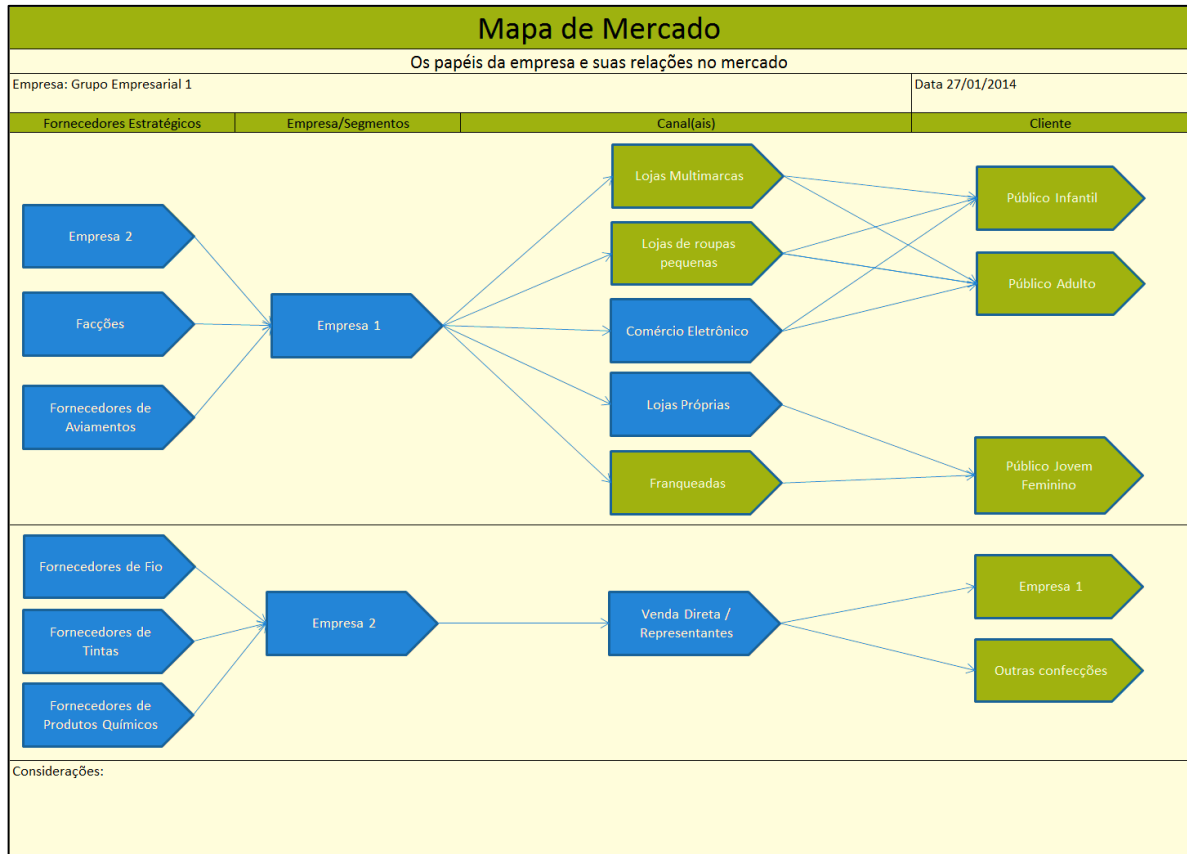 Mapa de Mercado
Os papéis da empresa e suas relações no mercado
Empresa: Grupo Empresarial 1
Data 27/01/2014
Fornecedores Estratégicos
Empresa/Segmentos
Canal(ais)
Cliente
Empresa 2
Facções
Fornecedores de
Aviamentos
Empresa 1
Lojas Multimarcas
Lojas de roupas
pequenas
Comércio Eletrônico
Lojas Próprias
Franqueadas
Público Infantil
Público Adulto
Público Jovem
Feminino
Fornecedores de Fio
Fornecedores de
Tintas
Fornecedores de
Produtos Químicos
Empresa 2
Venda Direta /
Representantes
Empresa 1
Outras confecções
Considerações: